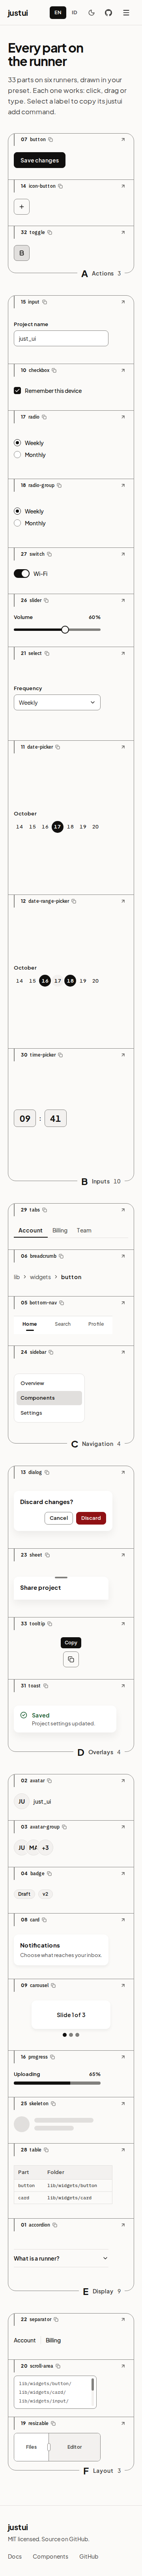 justui EN ID
Every part on
the runner
33 parts on six runners, drawn in your
preset. Each one works: click, drag or
type. Select a label to copy its justui
add command.
07 button
Save changes
14 icon-button
32 toggle
B
A Actions 3
15 input
Project name
just_ui
10 checkbox
Remember this device
17 radio
Weekly
Monthly
18 radio-group
Weekly
Monthly
27 switch
Wi-Fi
26 slider
Volume 60%
21 select
Frequency
Weekly
11 date-picker
October
14 15 16 17 18 19 20
12 date-range-picker
October
14 15 16 17 18 19 20
30 time-picker
09 : 41
B Inputs 10
29 tabs
Account Billing Team
06 breadcrumb
lib > widgets > button
05 bottom-nav
Home Search Profile
24 sidebar
Overview
Components
Settings
C Navigation 4
13 dialog
Discard changes?
Cancel Discard
23 sheet
Share project
33 tooltip
Copy
31 toast
Saved
Project settings updated.
D Overlays 4
02 avatar
JU just_ui
03 avatar-group
JU MA +3
04 badge
Draft v2
08 card
Notifications
Choose what reaches your inbox.
09 carousel
Slide 1 of 3
16 progress
Uploading 65%
25 skeleton
28 table
Part Folder
button lib/widgets/button
card lib/widgets/card
01 accordion
What is a runner?
E Display 9
22 separator
Account Billing
20 scroll-area
lib/widgets/button/
lib/widgets/card/
lib/widgets/input/
19 resizable
Files Editor
F Layout 3
justui
MIT licensed. Source on GitHub.
Docs Components GitHub